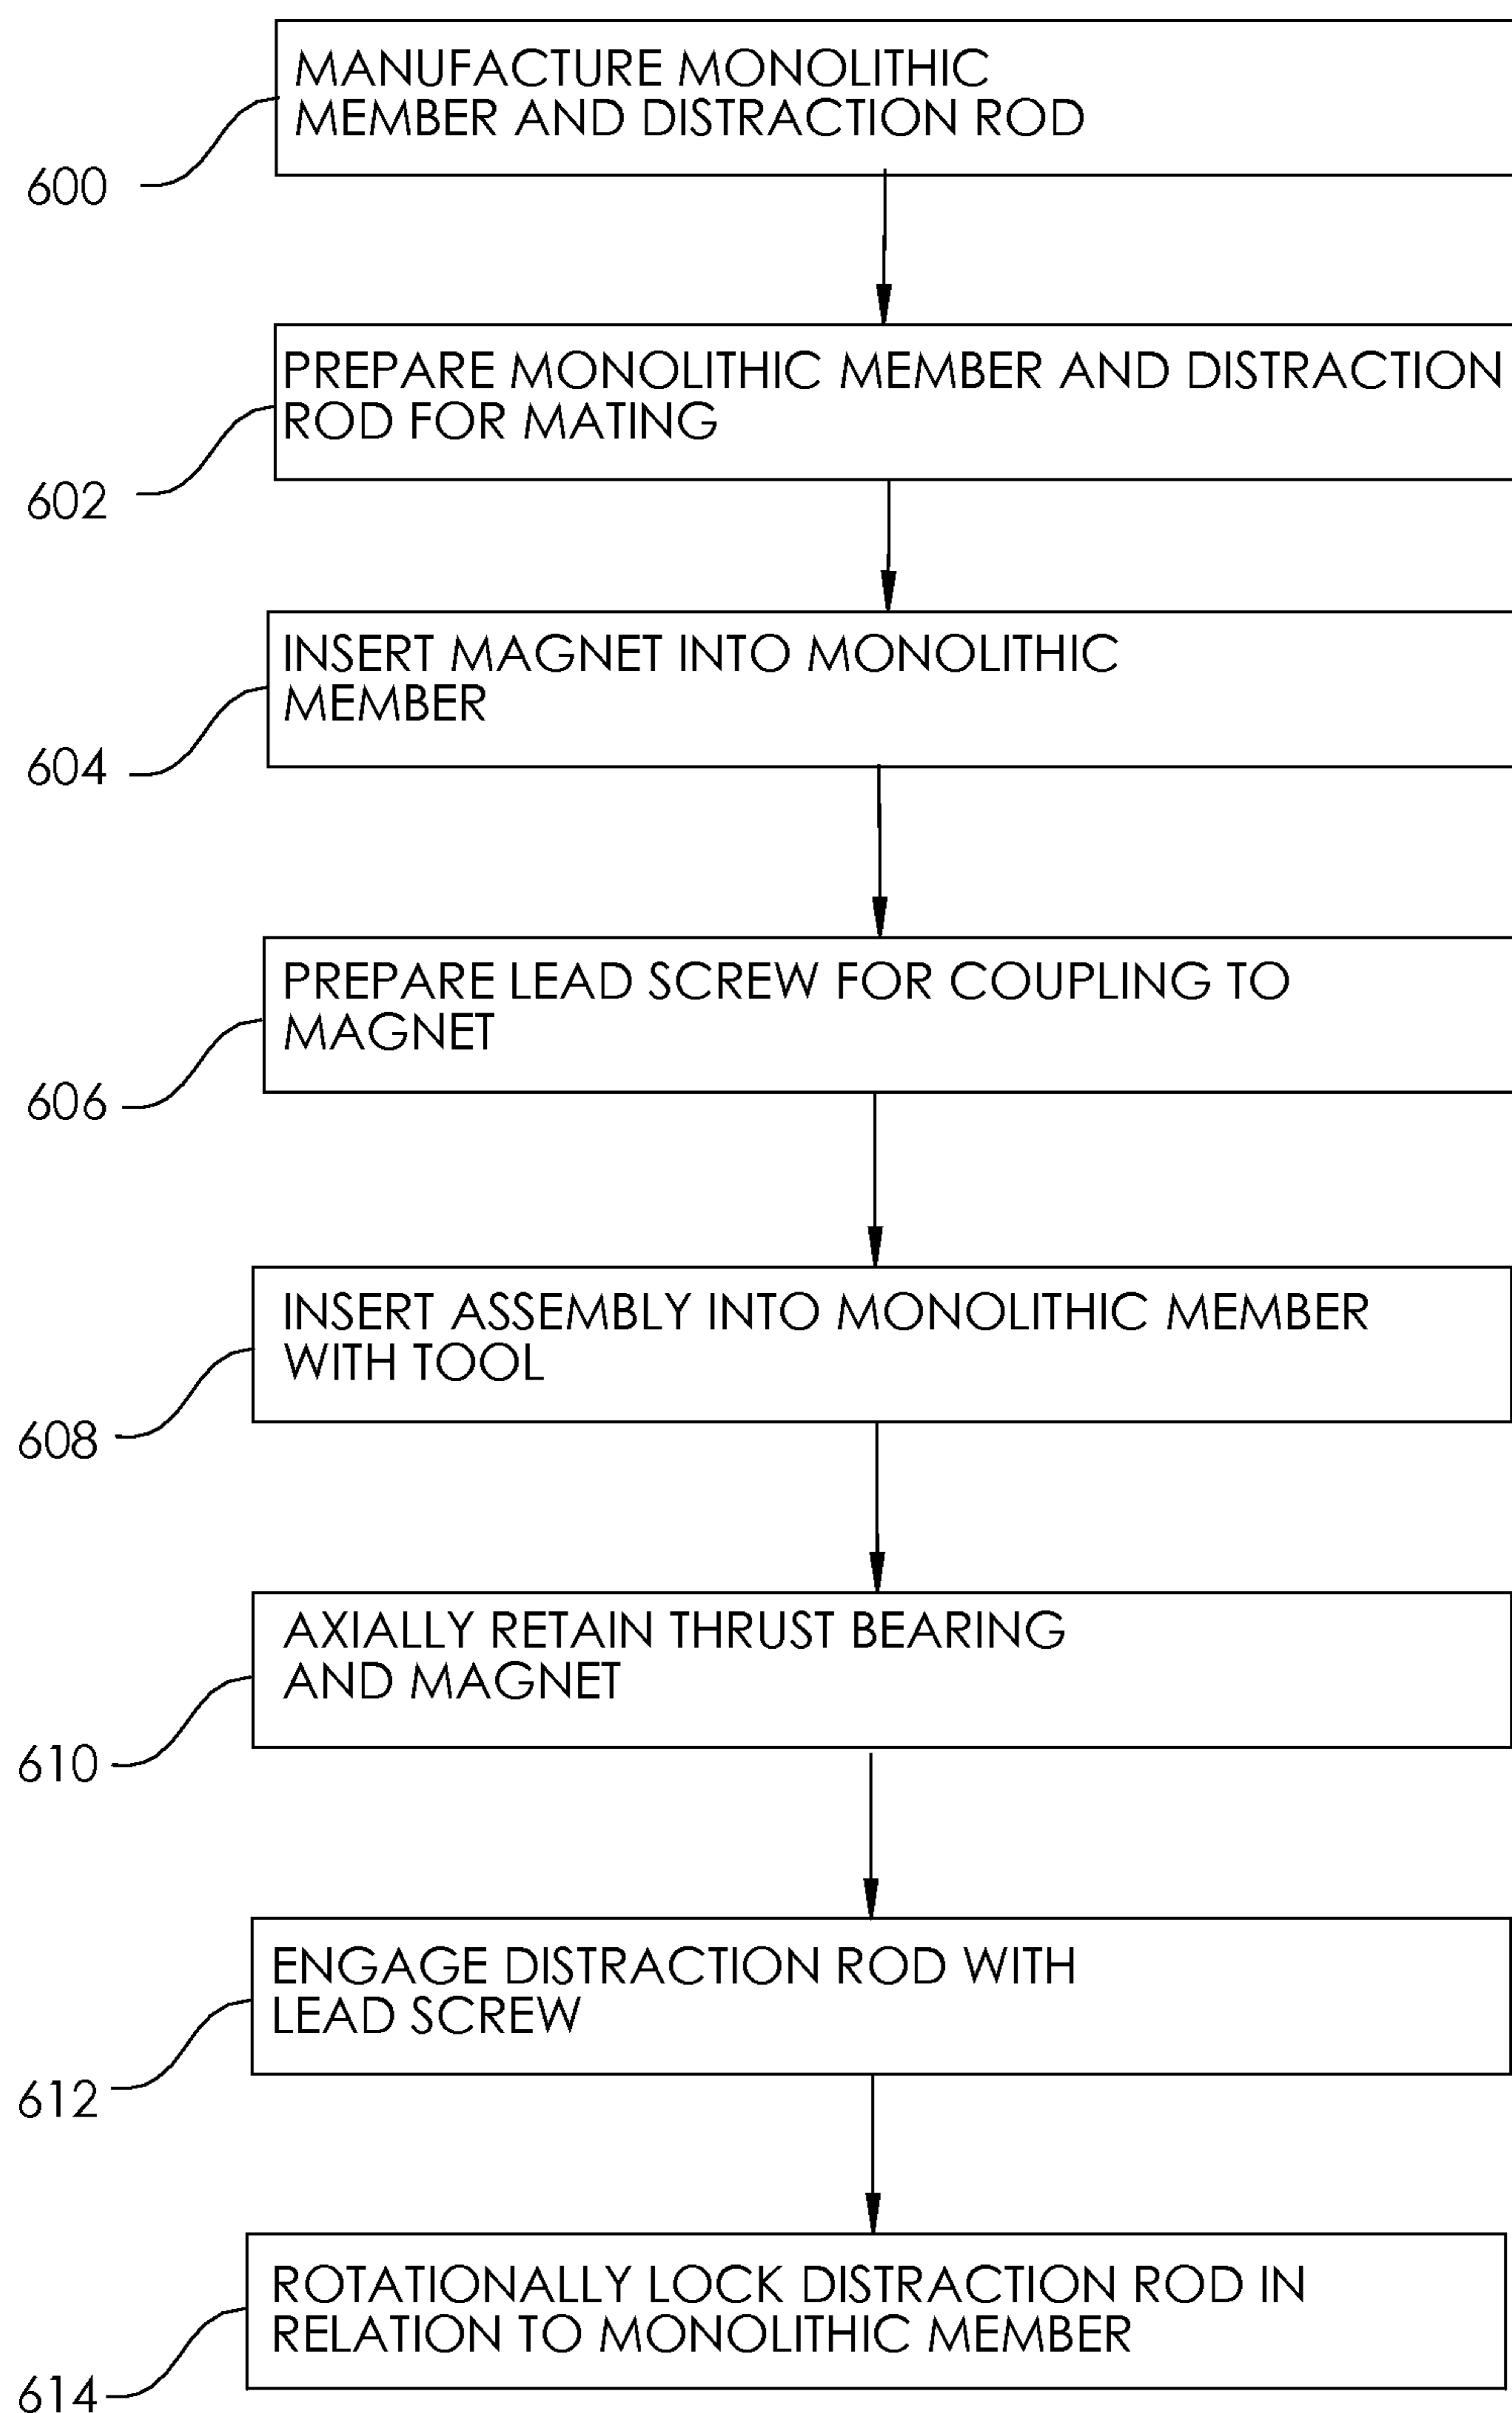 MANUFACTURE MONOLITHIC
MEMBER AND DISTRACTION ROD
600
PREPARE MONOLITHIC MEMBER AND DISTRACTION
ROD FOR MATING
602
INSERT MAGNET INTO MONOLITHIC
MEMBER
604
PREPARE LEAD SCREW FOR COUPLING TO
MAGNET
606
INSERT ASSEMBLY INTO MONOLITHIC MEMBER
WITH TOOL
608
AXIALLY RETAIN THRUST BEARING
AND MAGNET
610
ENGAGE DISTRACTION ROD WITH
LEAD SCREW
612
ROTATIONALLY LOCK DISTRACTION ROD IN
RELATION TO MONOLITHIC MEMBER
614